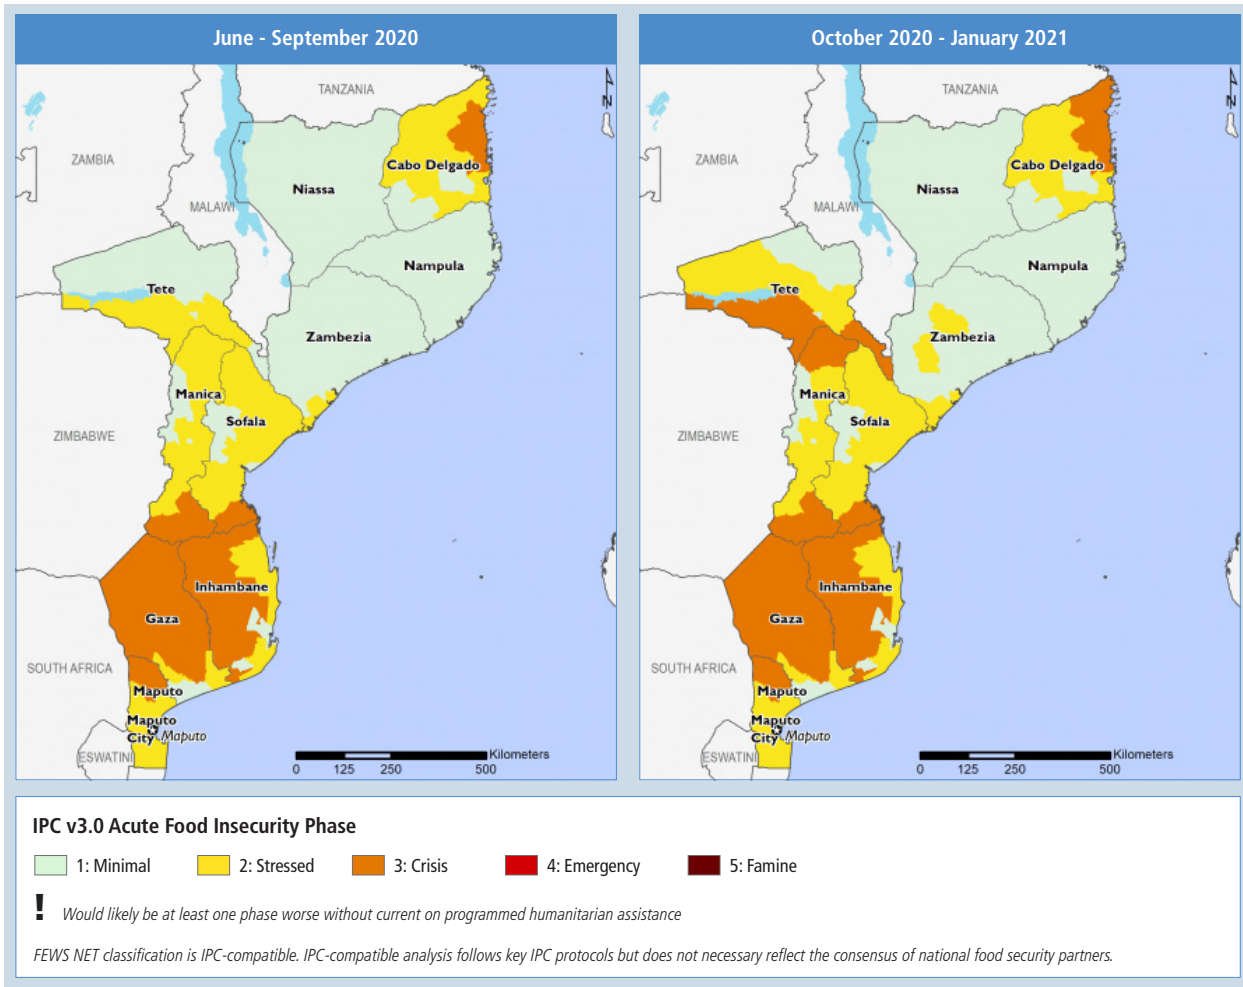 June - September 2020
TANZANIA
N
ZAMBIA
Cabo Delgado
Niassa
MALAWI
Nampula
Tete
Zambezia
Manica
Sofala
ZIMBABWE
Inhambane
Gaza
SOUTH AFRICA
Maputo
Maputo
City Maputo
ESWATINI
Kilometers
0 125 250 500
October 2020 - January 2021
TANZANIA
N
ZAMBIA
Cabo Delgado
Niassa
MALAWI
Nampula
Tete
Zambezia
Manica
Sofala
ZIMBABWE
Inhambane
Gaza
SOUTH AFRICA
Maputo
Maputo
City Maputo
ESWATINI
Kilometers
0 125 250 500
IPC v3.0 Acute Food Insecurity Phase
1: Minimal 2: Stressed 3: Crisis 4: Emergency 5: Famine
! Would likely be at least one phase worse without current on programmed humanitarian assistance
FEWS NET classification is IPC-compatible. IPC-compatible analysis follows key IPC protocols but does not necessary reflect the consensus of national food security partners.